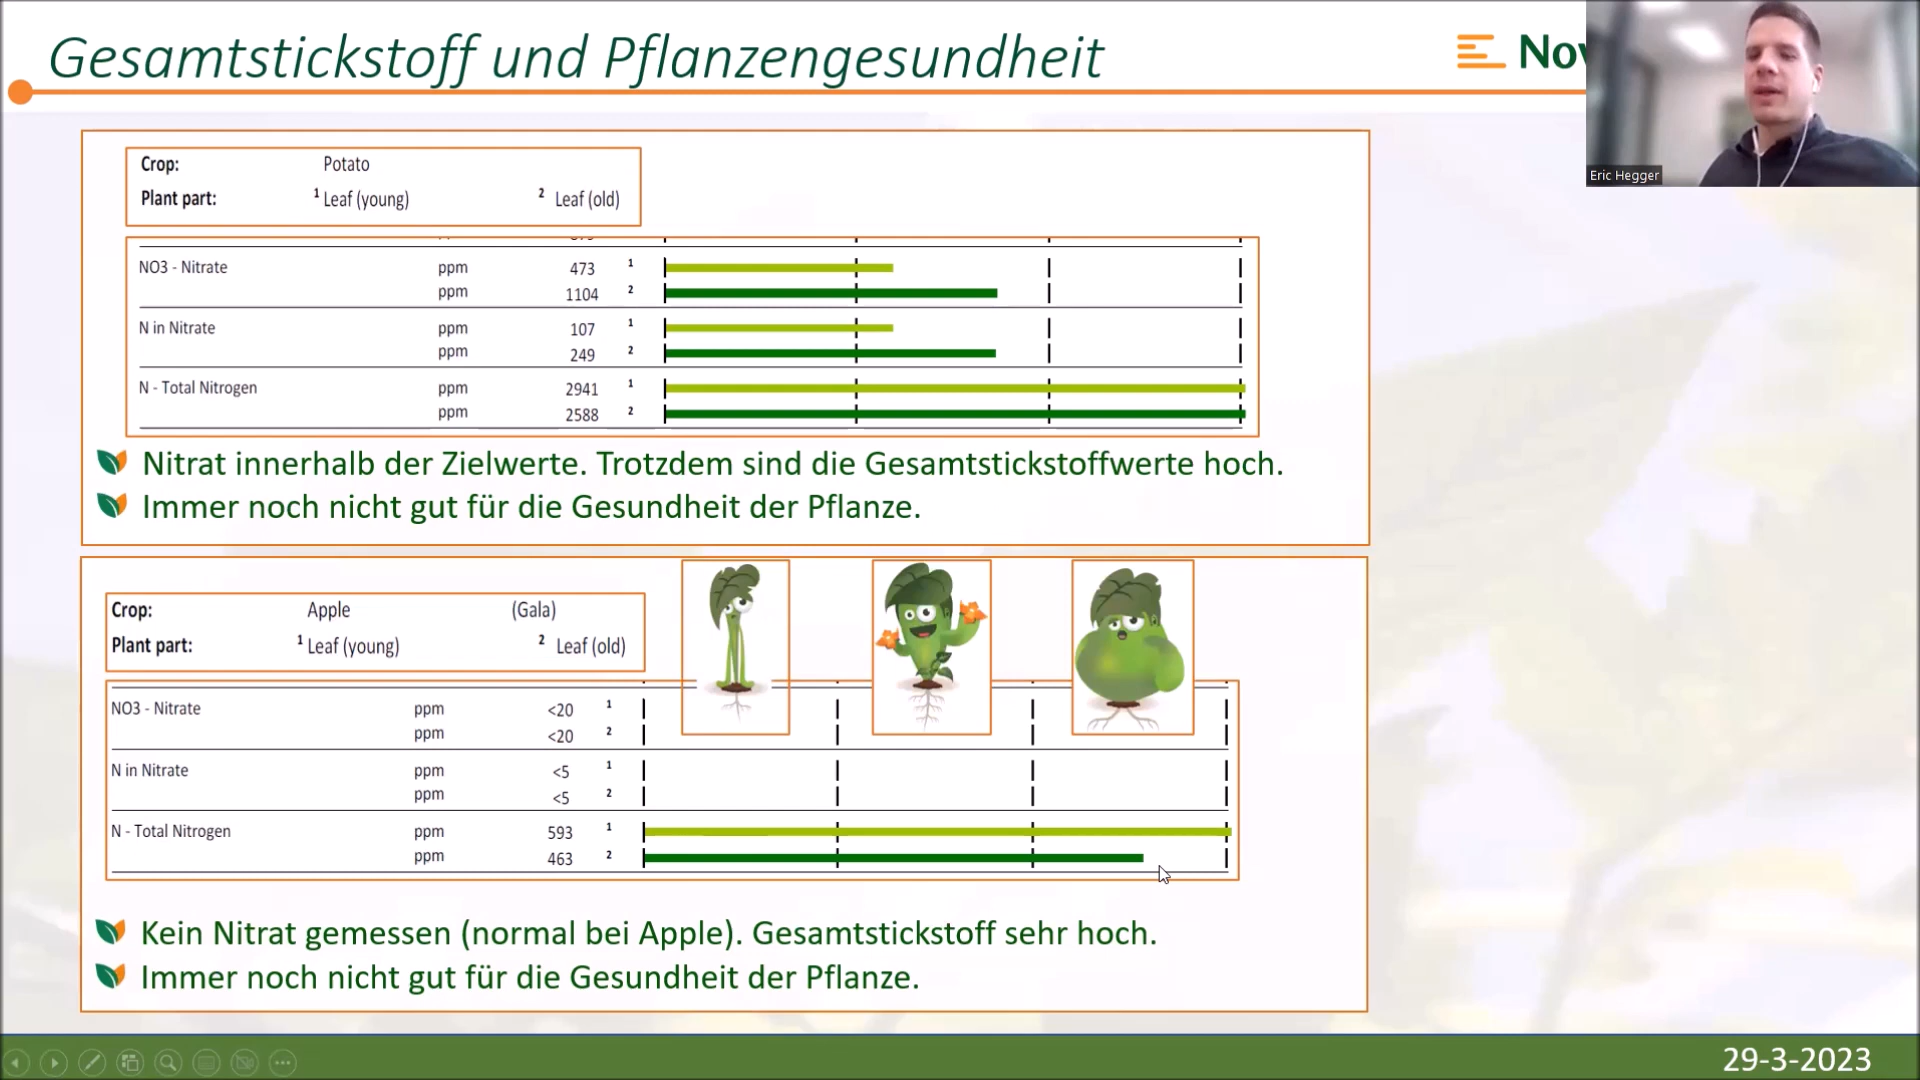 Gesamtstickstoff und Pflanzengesundheit
Nov
Eric Hegger
Crop: Potato
Plant part: 1 Leaf (young) 2 Leaf (old)
NO3 - Nitrate ppm 473 1
ppm 1104 2
N in Nitrate ppm 107 1
ppm 249 2
N - Total Nitrogen ppm 2941 1
ppm 2588 2
Nitrat innerhalb der Zielwerte. Trotzdem sind die Gesamtstickstoffwerte hoch.
Immer noch nicht gut für die Gesundheit der Pflanze.
Crop: Apple (Gala)
Plant part: 1 Leaf (young) 2 Leaf (old)
NO3 - Nitrate ppm <20 1
ppm <20 2
N in Nitrate ppm <5 1
ppm <5 2
N - Total Nitrogen ppm 593 1
ppm 463 2
Kein Nitrat gemessen (normal bei Apple). Gesamtstickstoff sehr hoch.
Immer noch nicht gut für die Gesundheit der Pflanze.
29-3-2023